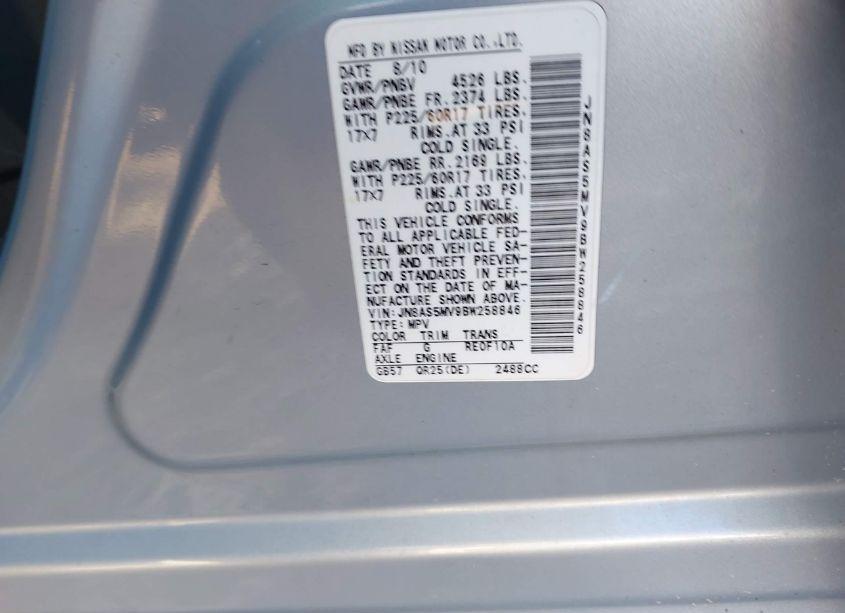 MFD BY NISSAN MOTOR CO.,LTD.
DATE 8/10
GVWR/PNBV 4526 LBS.
GAWR/PNBE FR. 2374 LBS.
WITH P225/60R17 TIRES.
17×7 RIMS.AT 33 PSI
COLD SINGLE.
GAWR/PNBE RR. 2169 LBS.
WITH P225/60R17 TIRES.
17×7 RIMS.AT 33 PSI
COLD SINGLE.
THIS VEHICLE CONFORMS
TO ALL APPLICABLE FED-
ERAL MOTOR VEHICLE SA-
FETY AND THEFT PREVEN-
TION STANDARDS IN EFF-
ECT ON THE DATE OF MA-
NUFACTURE SHOWN ABOVE.
VIN:JN8AS5MV9BW258846
TYPE:MPV
COLOR TRIM TRANS
FAF G RE0F10A
AXLE ENGINE
GB57 QR25(DE) 2488CC
JN8AS5MV9BW258846